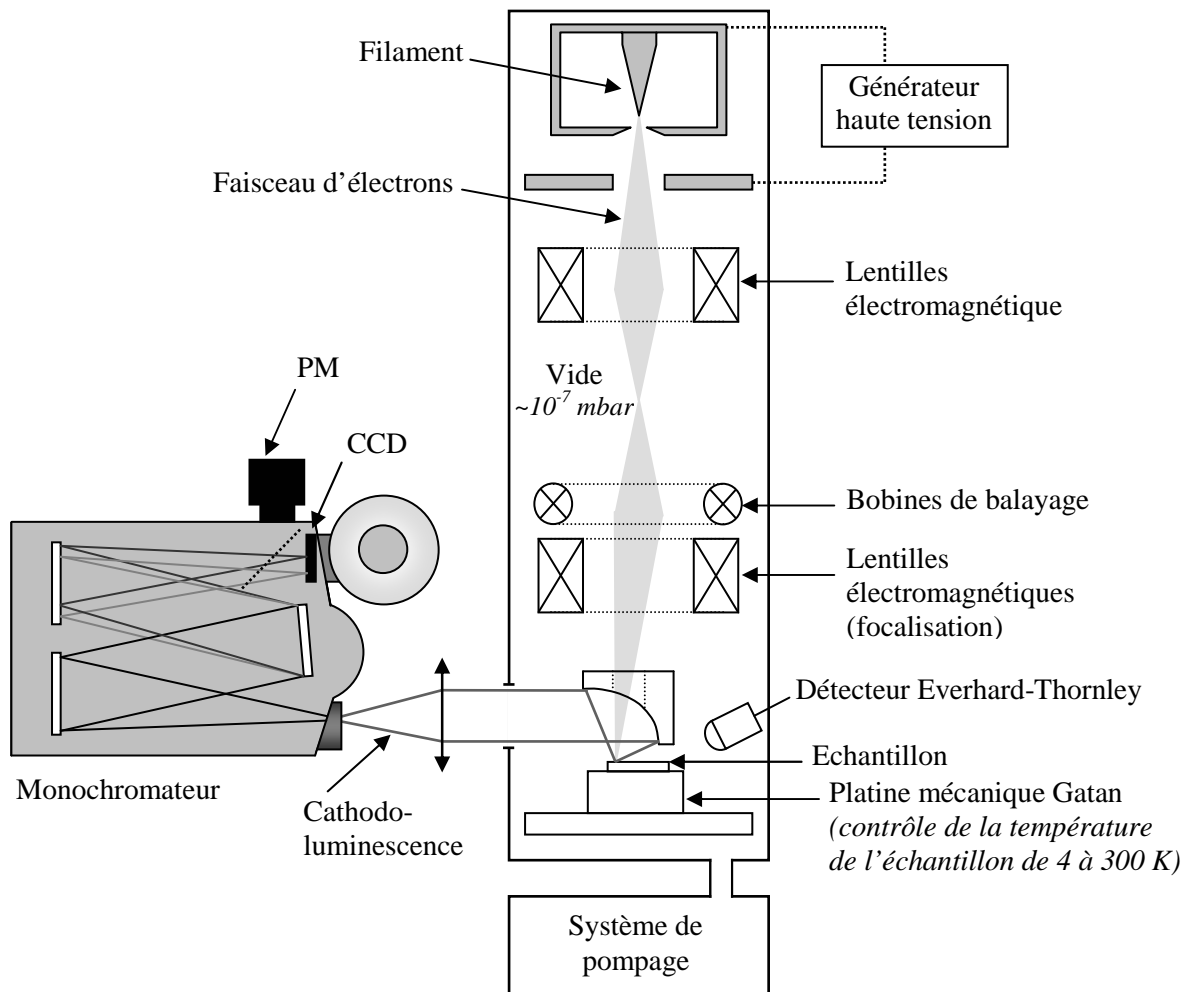 Filament
Générateur
haute tension
Faisceau d'électrons
Lentilles
électromagnétique
PM
Vide
~10⁻⁷ mbar
CCD
Bobines de balayage
Lentilles
électromagnétiques
(focalisation)
Détecteur Everhard-Thornley
Echantillon
Monochromateur
Platine mécanique Gatan
(contrôle de la température
de l'échantillon de 4 à 300 K)
Cathodo-
luminescence
Système de
pompage